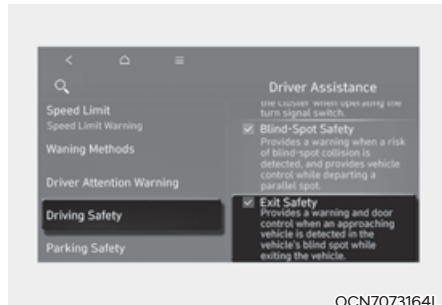 Driver Assistance
Speed Limit
Speed Limit Warning
Waning Methods
Driver Attention Warning
Driving Safety
Parking Safety
the cluster when operating the
turn signal switch.
Blind-Spot Safety
Provides a warning when a risk
of blind-spot collision is
detected, and provides vehicle
control while departing a
parallel spot.
Exit Safety
Provides a warning and door
control when an approaching
vehicle is detected in the
vehicle's blind spot while
exiting the vehicle.
OCN7073164L